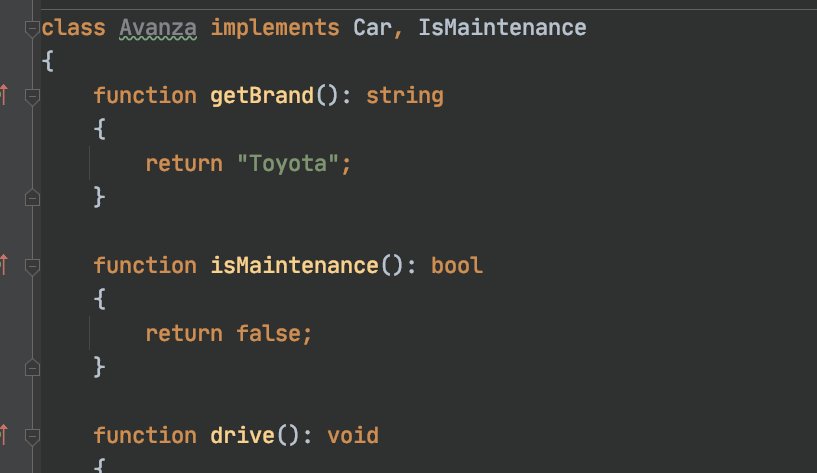 class Avanza implements Car, IsMaintenance
{
    function getBrand(): string
    {
        return "Toyota";
    }

    function isMaintenance(): bool
    {
        return false;
    }

    function drive(): void
    {